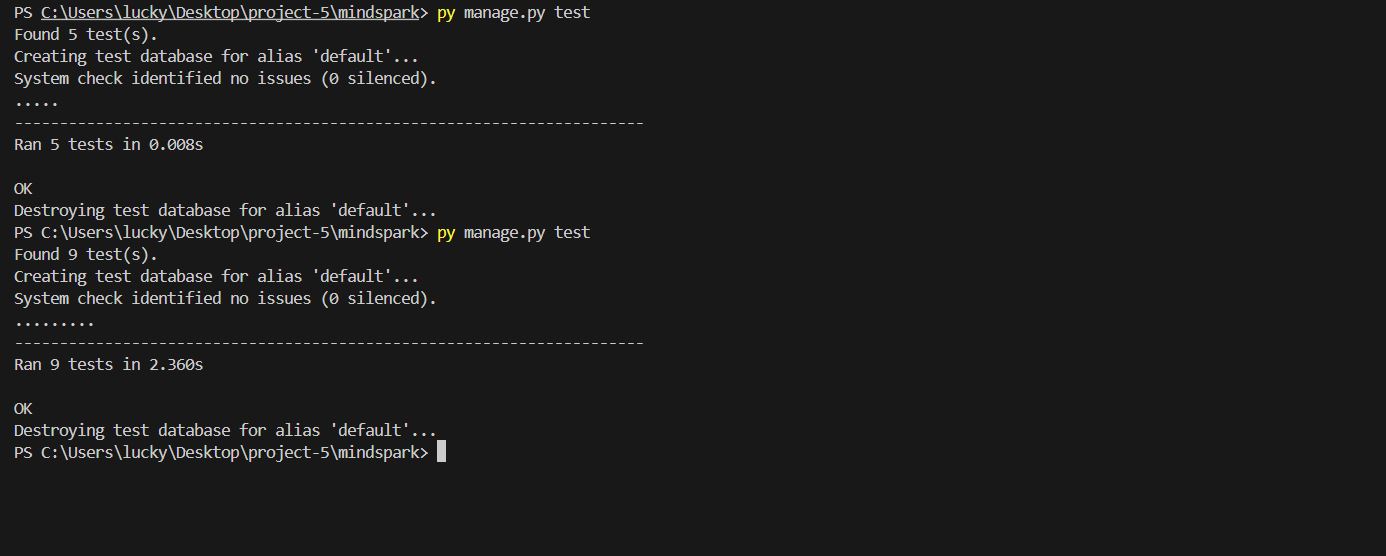 PS C:\Users\lucky\Desktop\project-5\mindspark> py manage.py test
Found 5 test(s).
Creating test database for alias 'default'...
System check identified no issues (0 silenced).
.....
----------------------------------------------------------------------
Ran 5 tests in 0.008s

OK
Destroying test database for alias 'default'...
PS C:\Users\lucky\Desktop\project-5\mindspark> py manage.py test
Found 9 test(s).
Creating test database for alias 'default'...
System check identified no issues (0 silenced).
.........
----------------------------------------------------------------------
Ran 9 tests in 2.360s

OK
Destroying test database for alias 'default'...
PS C:\Users\lucky\Desktop\project-5\mindspark>